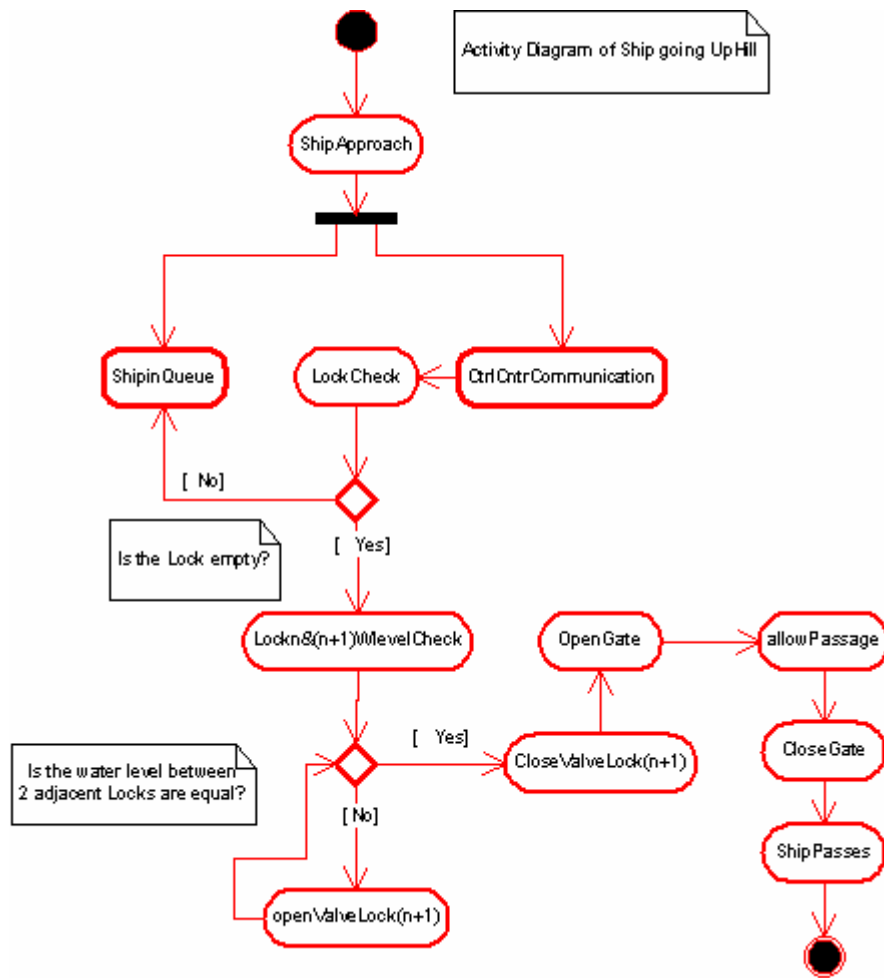 Activity Diagram of Ship going UpHill
ShipApproach
ShipinQueue
LockCheck
CtrlCntrCommunication
[ No]
Is the Lock empty?
[ Yes]
Lockn&(n+1)WlevelCheck
OpenGate
allowPassage
Is the water level between
2 adjacent Locks are equal?
[ Yes]
CloseValveLock(n+1)
CloseGate
[No]
ShipPasses
openValveLock(n+1)